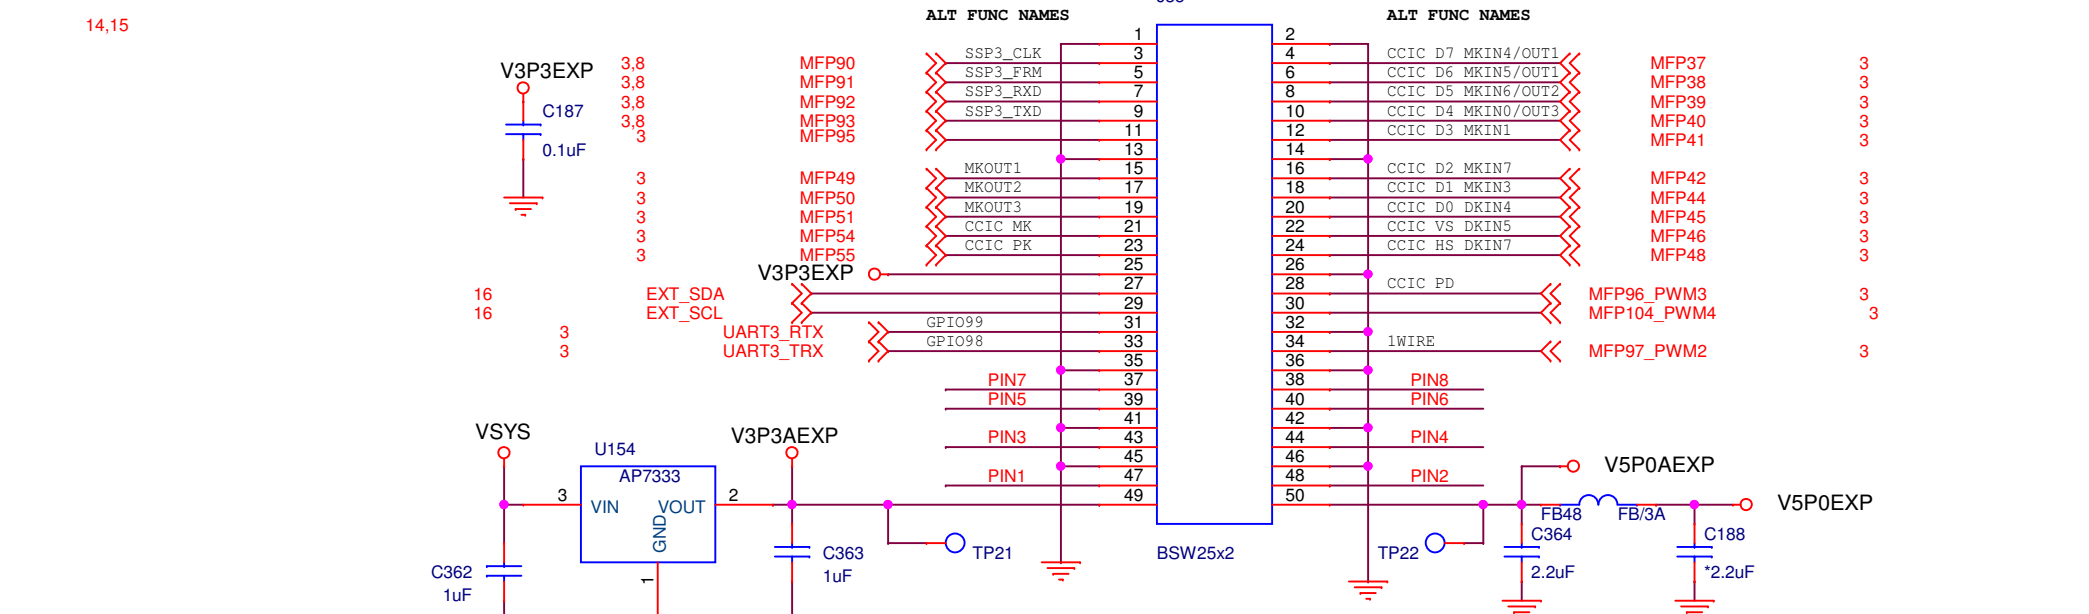 ALT FUNC NAMES ALT FUNC NAMES
14,15
1 2
SSP3_CLK 3 4 CCIC D7 MKIN4/OUT1
V3P3EXP 3,8 MFP90 MFP37 3
SSP3_FRM 5 6 CCIC D6 MKIN5/OUT1
3,8 MFP91 MFP38 3
SSP3_RXD 7 8 CCIC D5 MKIN6/OUT2
3,8 MFP92 MFP39 3
C187 SSP3_TXD 9 10 CCIC D4 MKIN0/OUT3
3,8 MFP93 MFP40 3
11 12 CCIC D3 MKIN1
3 MFP95 MFP41 3
0.1uF 13 14
MKOUT1 15 16 CCIC D2 MKIN7
3 MFP49 MFP42 3
MKOUT2 17 18 CCIC D1 MKIN3
3 MFP50 MFP44 3
MKOUT3 19 20 CCIC D0 DKIN4
3 MFP51 MFP45 3
CCIC MK 21 22 CCIC VS DKIN5
3 MFP54 MFP46 3
CCIC PK 23 24 CCIC HS DKIN7
3 MFP55 MFP48 3
V3P3EXP 25 26
27 28 CCIC PD
16 EXT_SDA MFP96_PWM3 3
29 30
16 EXT_SCL MFP104_PWM4 3
GPIO99 31 32
3 UART3_RTX
GPIO98 33 34 1WIRE
3 UART3_TRX MFP97_PWM2 3
35 36
PIN7 37 38 PIN8
PIN5 39 40 PIN6
41 42
VSYS V3P3AEXP PIN3 43 44 PIN4
U154
45 46 V5P0AEXP
AP7333 PIN1 47 48 PIN2
3 2 49 50
VIN VOUT V5P0EXP
GND FB48 FB/3A
C364 C188
C363 TP21 BSW25x2 TP22
C362 1uF 2.2uF *2.2uF
1
1uF